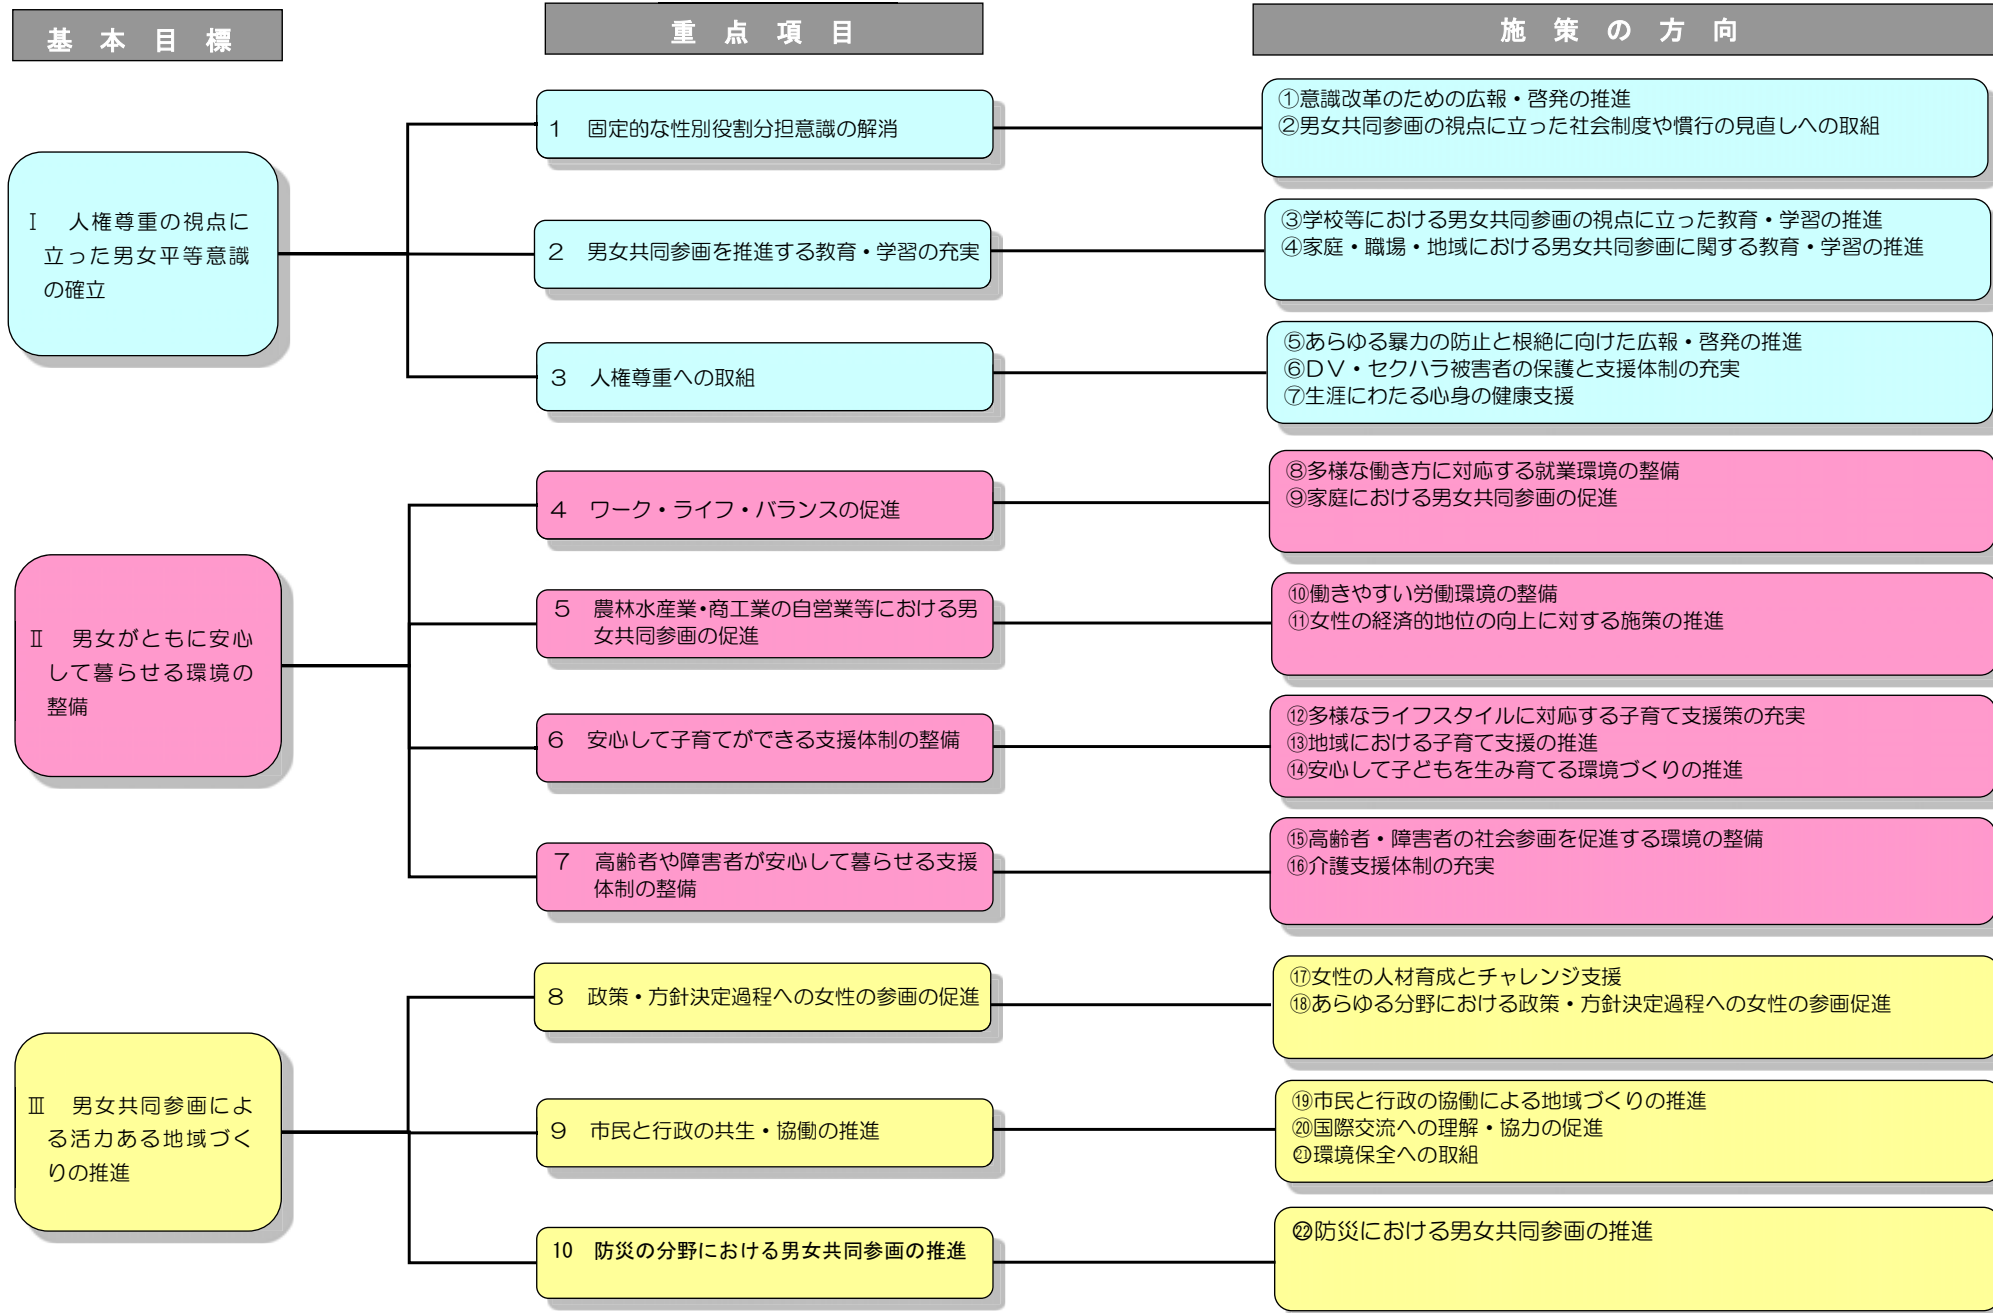 基本目標
重点項目
施策の方向
Ⅰ　人権尊重の視点に
立った男女平等意識
の確立
1　固定的な性別役割分担意識の解消
①意識改革のための広報・啓発の推進
②男女共同参画の視点に立った社会制度や慣行の見直しへの取組
2　男女共同参画を推進する教育・学習の充実
③学校等における男女共同参画の視点に立った教育・学習の推進
④家庭・職場・地域における男女共同参画に関する教育・学習の推進
3　人権尊重への取組
⑤あらゆる暴力の防止と根絶に向けた広報・啓発の推進
⑥ＤＶ・セクハラ被害者の保護と支援体制の充実
⑦生涯にわたる心身の健康支援
Ⅱ　男女がともに安心
して暮らせる環境の
整備
4　ワーク・ライフ・バランスの促進
⑧多様な働き方に対応する就業環境の整備
⑨家庭における男女共同参画の促進
5　農林水産業・商工業の自営業等における男
女共同参画の促進
⑩働きやすい労働環境の整備
⑪女性の経済的地位の向上に対する施策の推進
6　安心して子育てができる支援体制の整備
⑫多様なライフスタイルに対応する子育て支援策の充実
⑬地域における子育て支援の推進
⑭安心して子どもを生み育てる環境づくりの推進
7　高齢者や障害者が安心して暮らせる支援
体制の整備
⑮高齢者・障害者の社会参画を促進する環境の整備
⑯介護支援体制の充実
Ⅲ　男女共同参画によ
る活力ある地域づく
りの推進
8　政策・方針決定過程への女性の参画の促進
⑰女性の人材育成とチャレンジ支援
⑱あらゆる分野における政策・方針決定過程への女性の参画促進
9　市民と行政の共生・協働の推進
⑲市民と行政の協働による地域づくりの推進
⑳国際交流への理解・協力の促進
㉑環境保全への取組
10　防災の分野における男女共同参画の推進
㉒防災における男女共同参画の推進